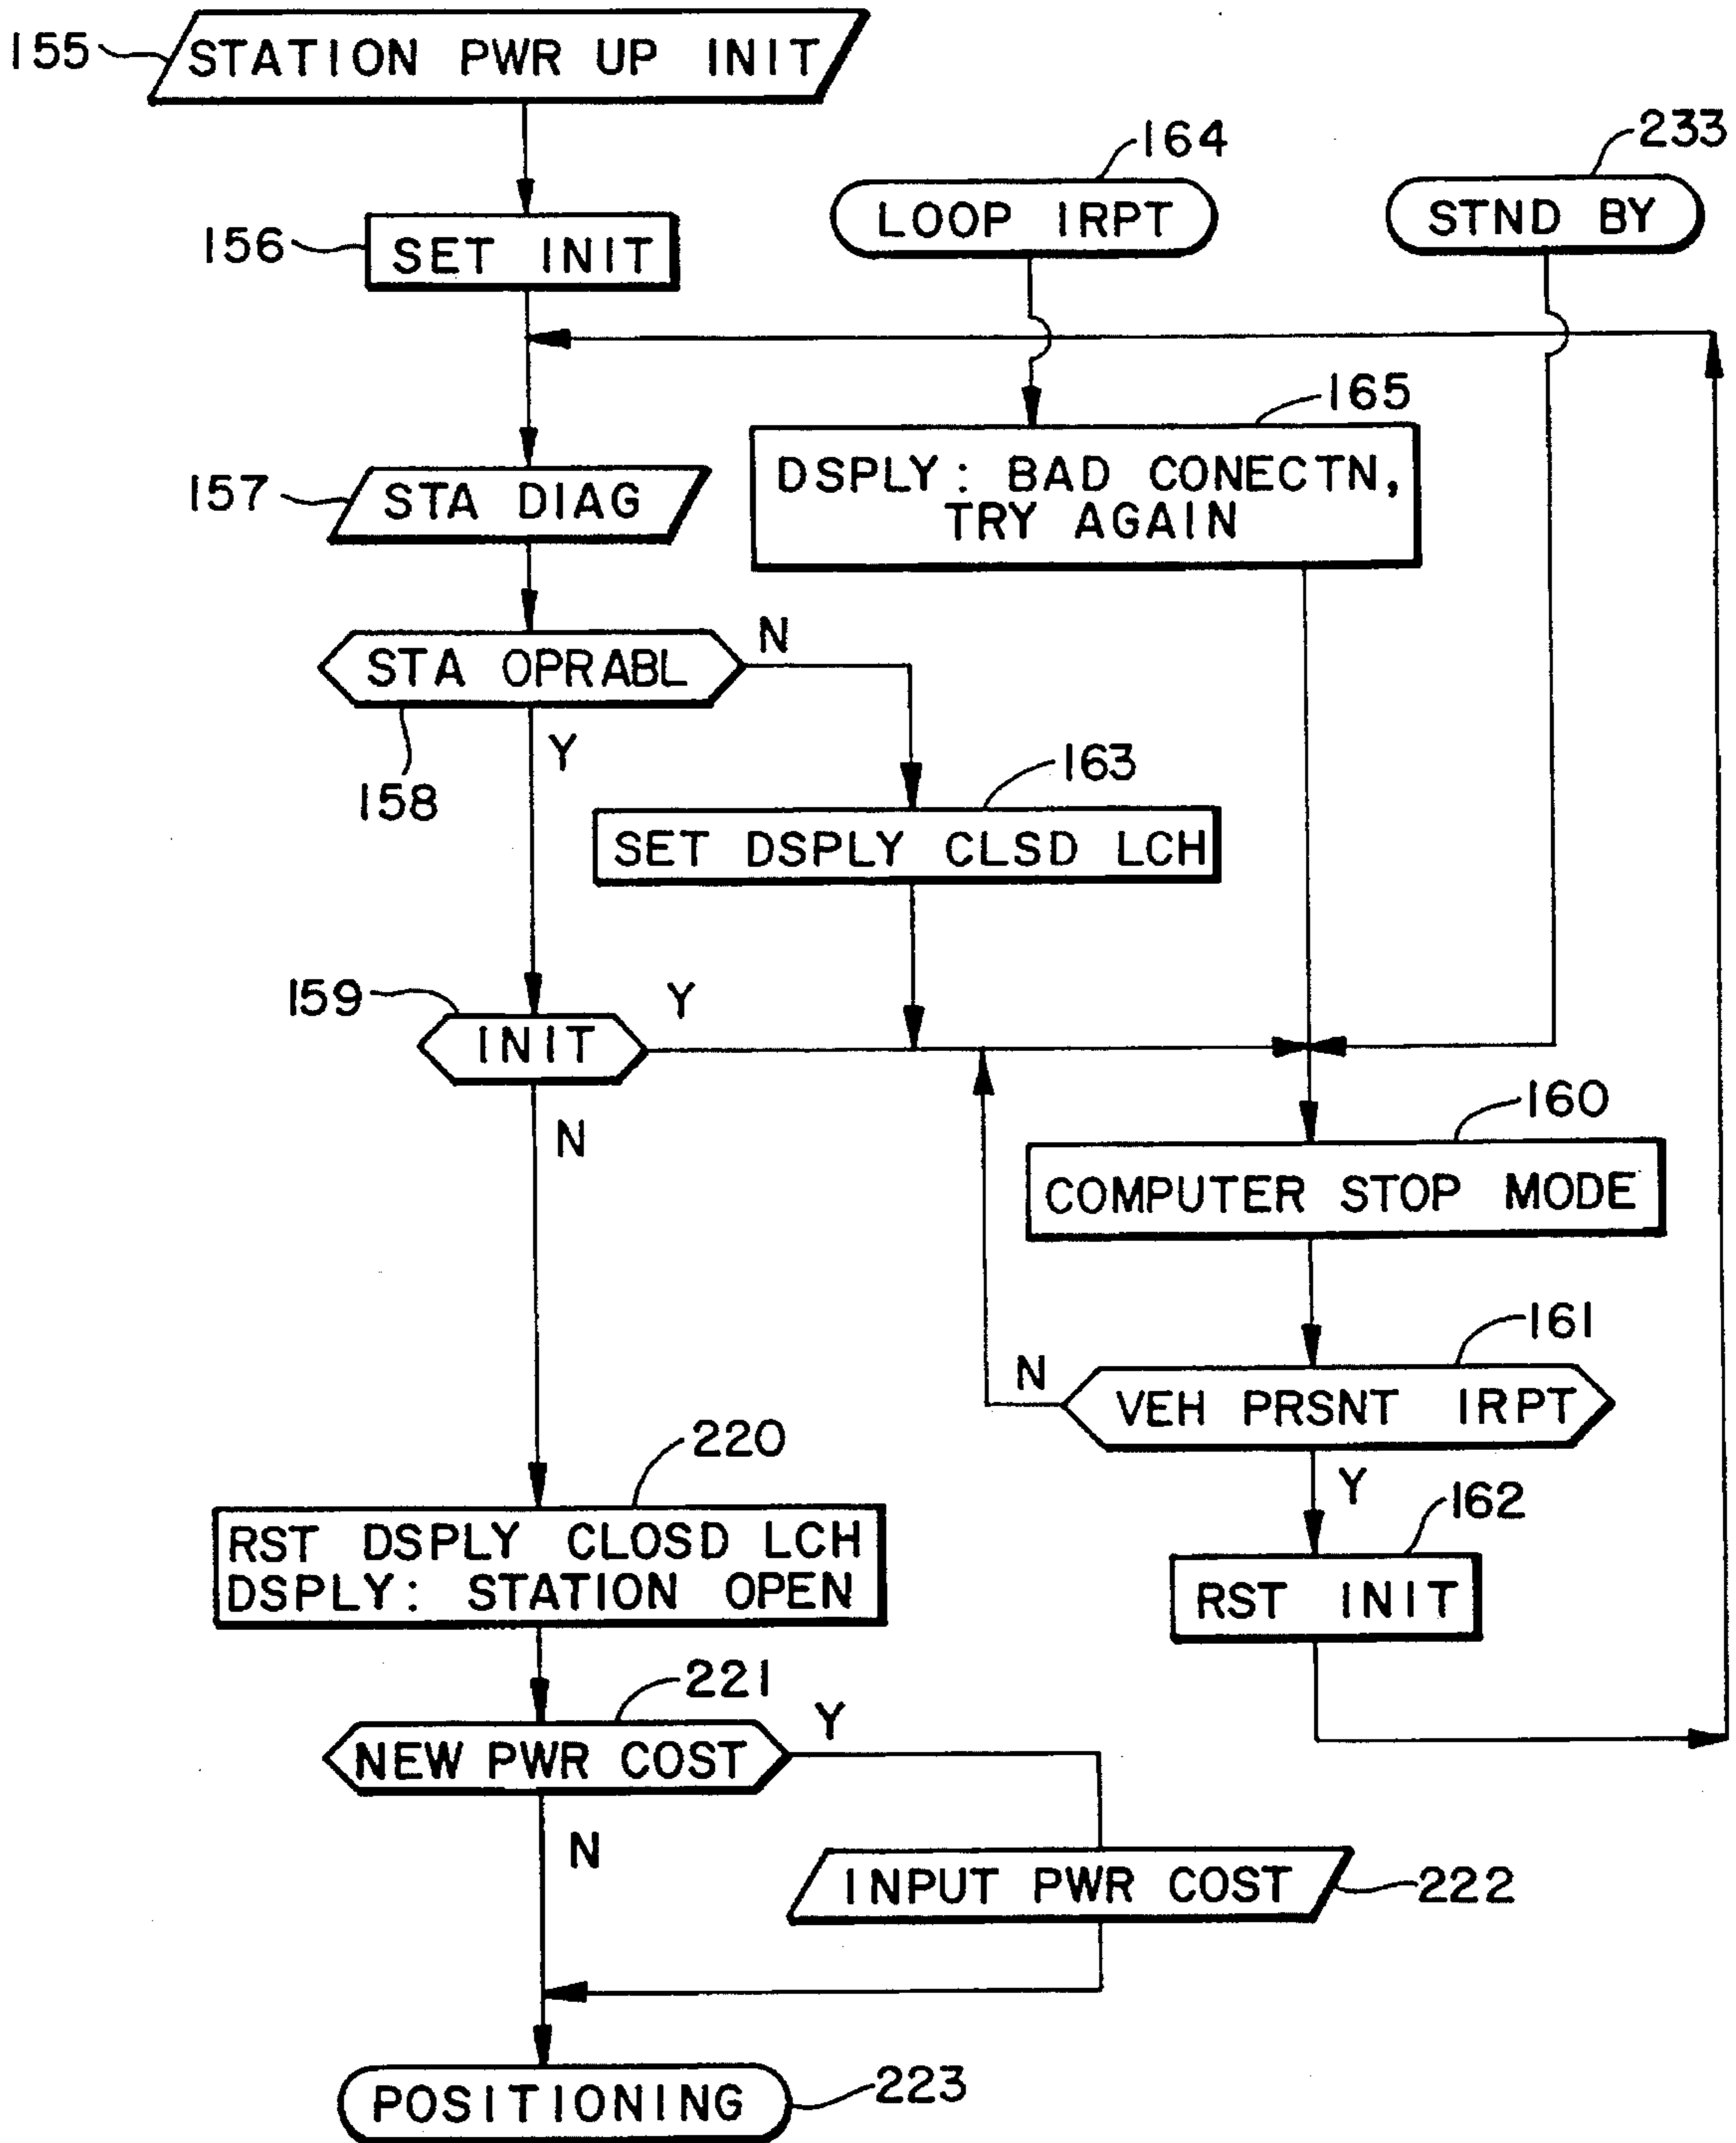 155
STATION PWR UP INIT
164
233
156
SET INIT
LOOP IRPT
STND BY
165
157
STA DIAG
DSPLY: BAD CONECTN,
TRY AGAIN
N
STA OPRABL
Y
158
163
SET DSPLY CLSD LCH
159
Y
INIT
N
160
COMPUTER STOP MODE
161
N
VEH PRSNT IRPT
Y
220
162
RST DSPLY CLOSD LCH
DSPLY: STATION OPEN
RST INIT
221
Y
NEW PWR COST
N
INPUT PWR COST
222
POSITIONING
223